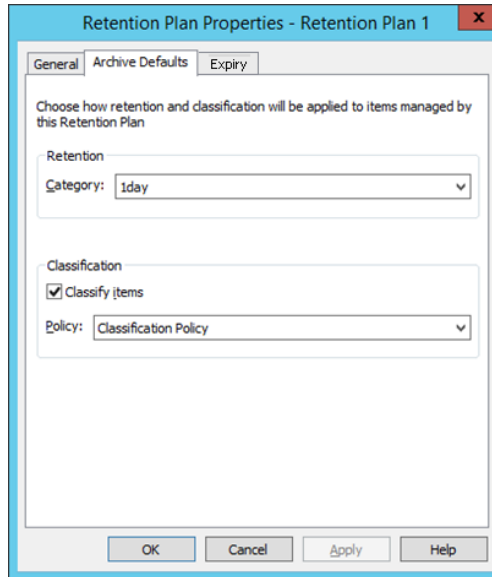 Retention Plan Properties - Retention Plan 1
x
General Archive Defaults Expiry
Choose how retention and classification will be applied to items managed by
this Retention Plan
Retention
Category: 1day
Classification
Classify items
Policy: Classification Policy
OK Cancel Apply Help